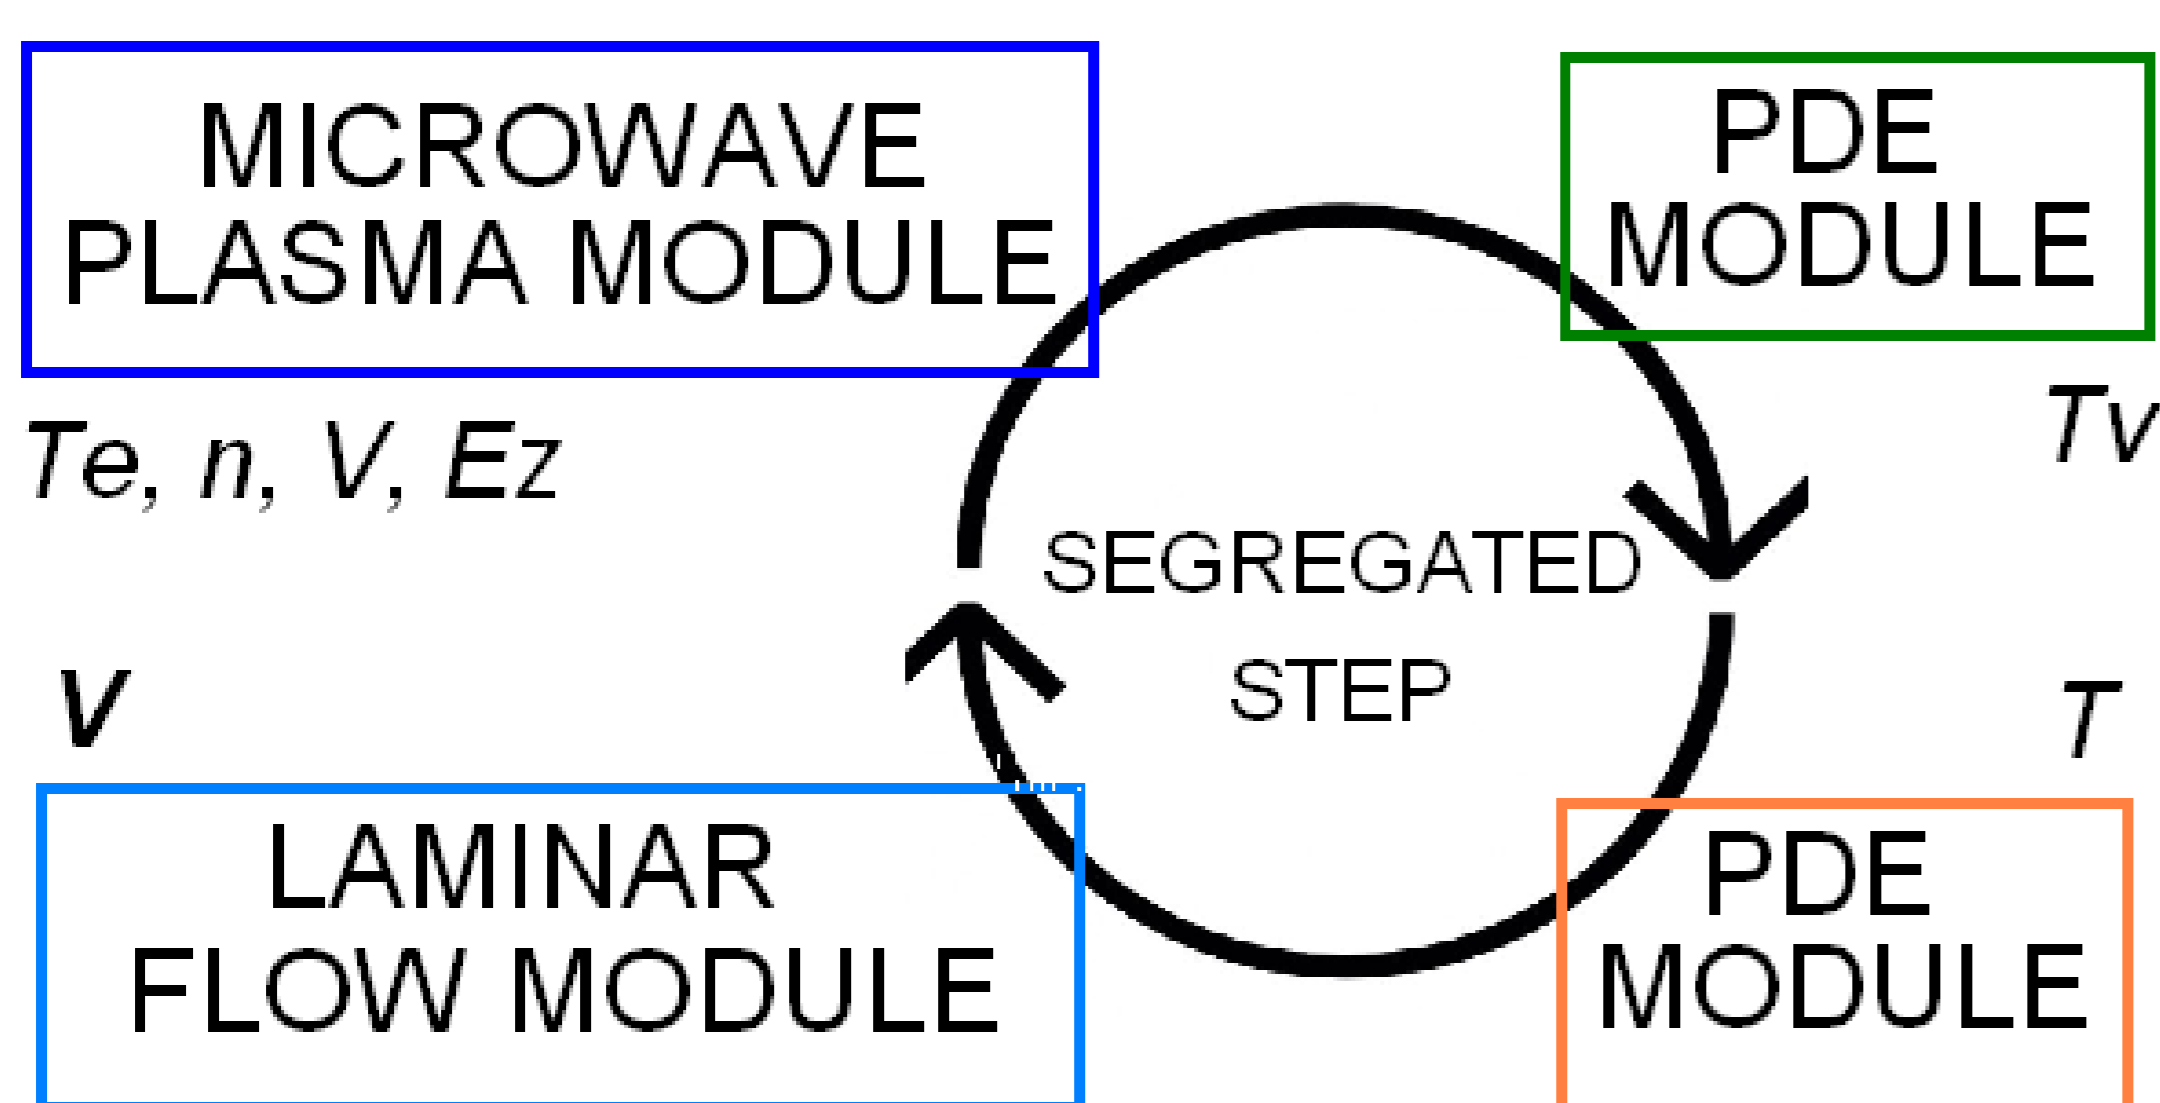 MICROWAVE
PLASMA MODULE
PDE
MODULE
Te, n, V, Ez
Tv
SEGREGATED
STEP
V
T
LAMINAR
FLOW MODULE
PDE
MODULE